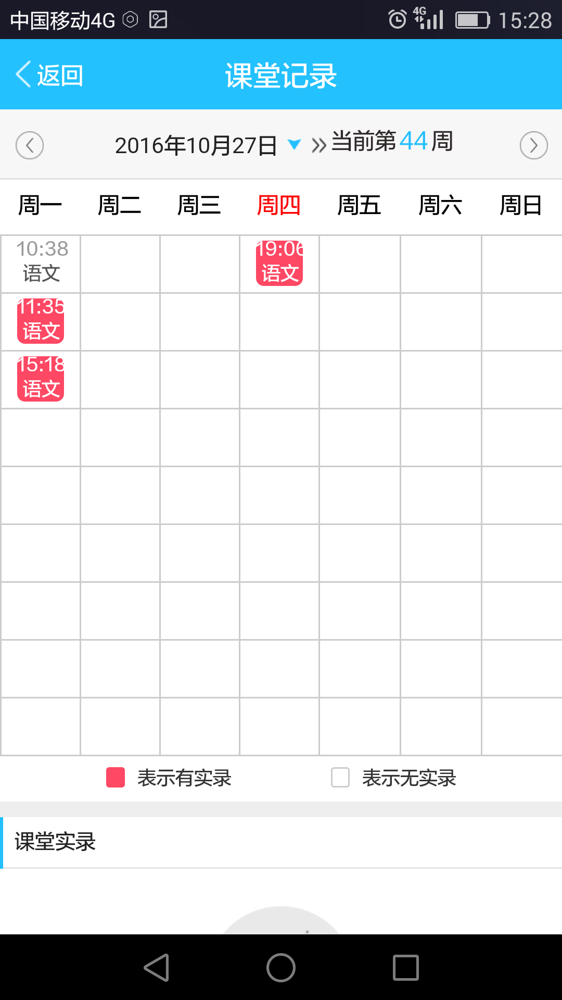 中国移动4G 4G 15:28
返回 课堂记录
2016年10月27日 当前第44周
周一 周二 周三 周四 周五 周六 周日
10:38 19:06
语文 语文
11:35
语文
15:18
语文
表示有实录 表示无实录
课堂实录